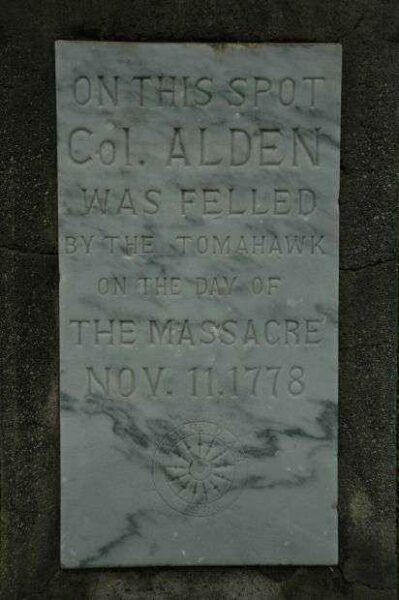 ON THIS SPOT
Col. ALDEN
WAS FELLED
BY THE TOMAHAWK
ON THE DAY OF
THE MASSACRE
NOV. 11.1778